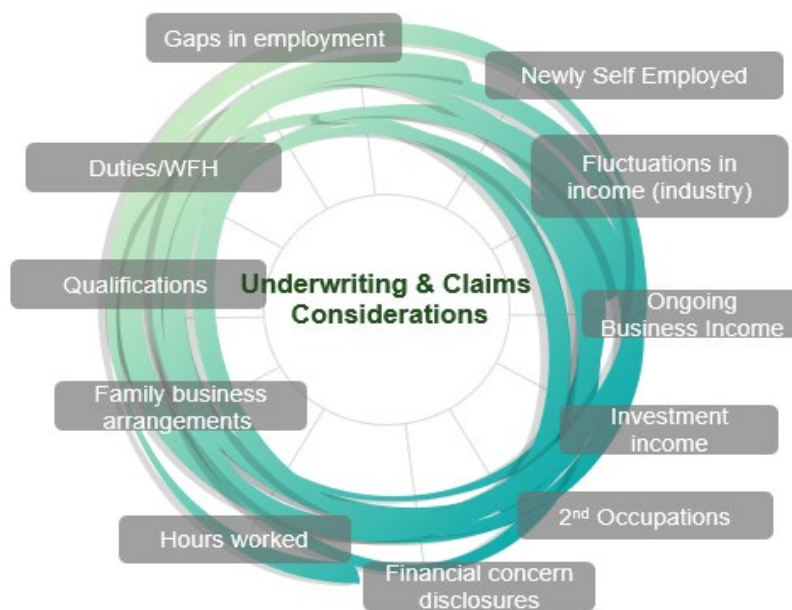 Gaps in employment
Newly Self Employed
Duties/WFH
Fluctuations in
income (industry)
Qualifications
Underwriting & Claims
Considerations
Ongoing
Business Income
Family business
arrangements
Investment
income
Hours worked
2nd Occupations
Financial concern
disclosures